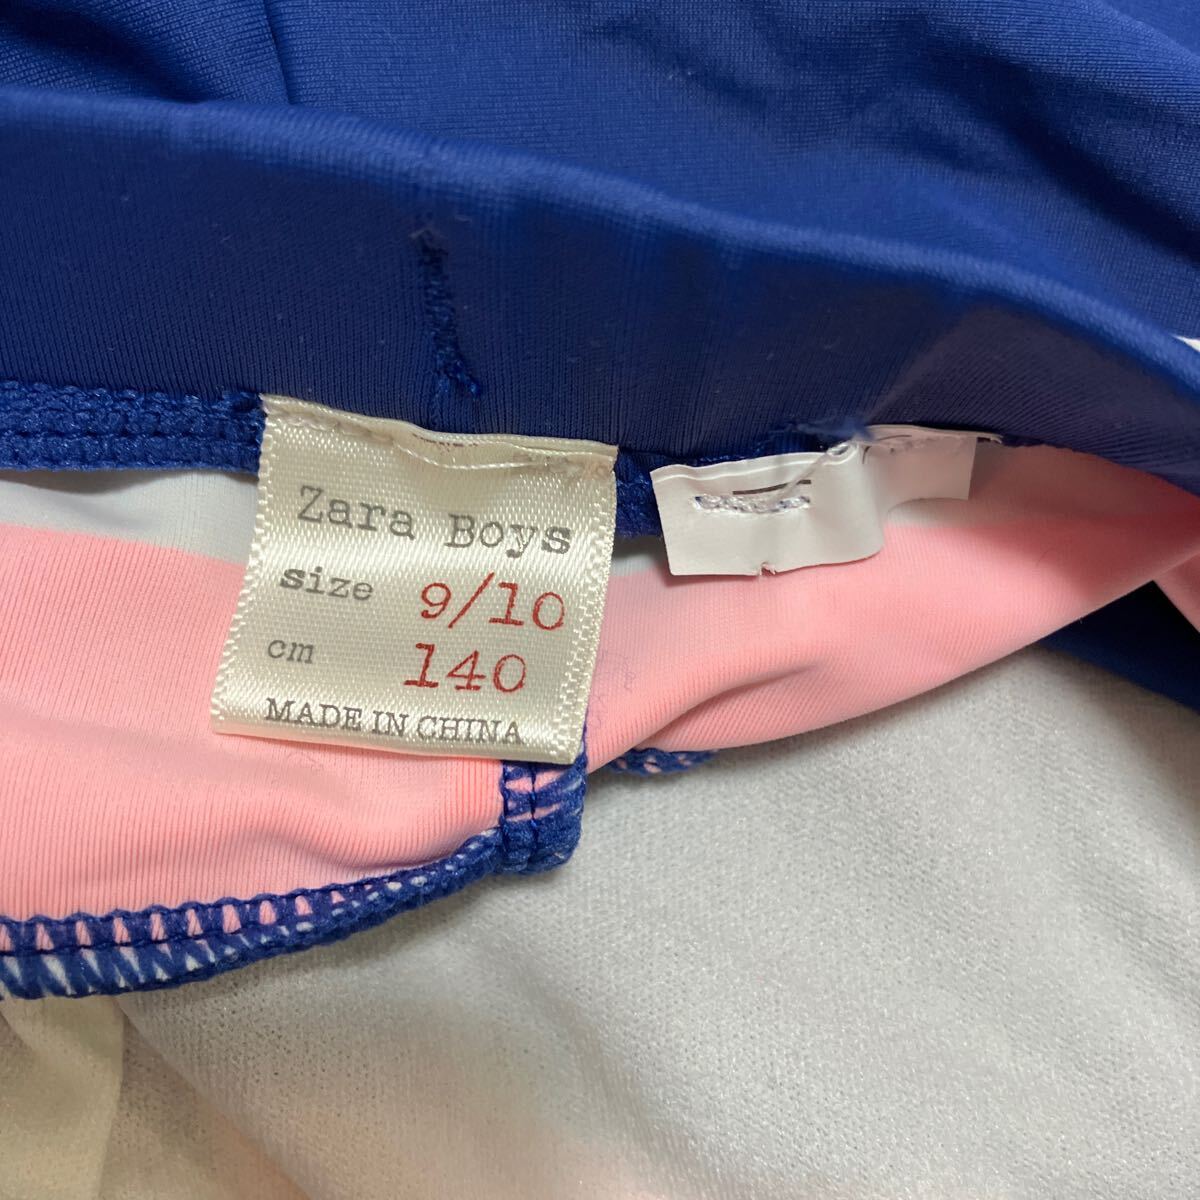 Zara Boys
size 9/10
cm 140
MADE IN CHINA